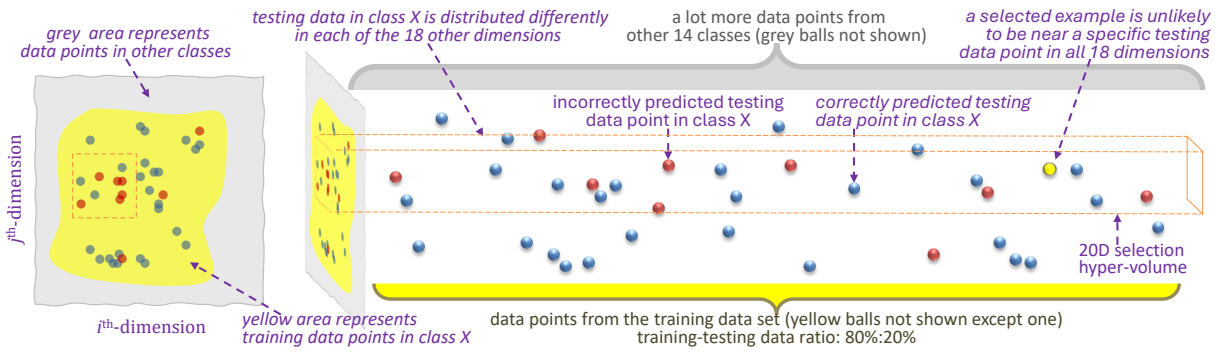 grey area represents
data points in other classes
testing data in class X is distributed differently
in each of the 18 other dimensions
a lot more data points from
other 14 classes (grey balls not shown)
a selected example is unlikely
to be near a specific testing
data point in all 18 dimensions
incorrectly predicted testing
data point in class X
correctly predicted testing
data point in class X
jth-dimension
ith-dimension
20D selection
hyper-volume
yellow area represents
training data points in class X
data points from the training data set (yellow balls not shown except one)
training-testing data ratio: 80%:20%